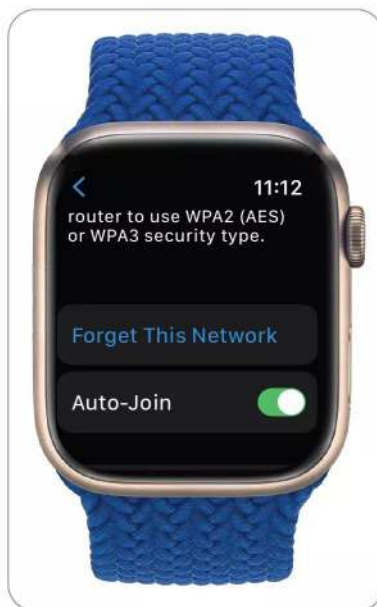 11:12
router to use WPA2 (AES)
or WPA3 security type.
Forget This Network
Auto-Join